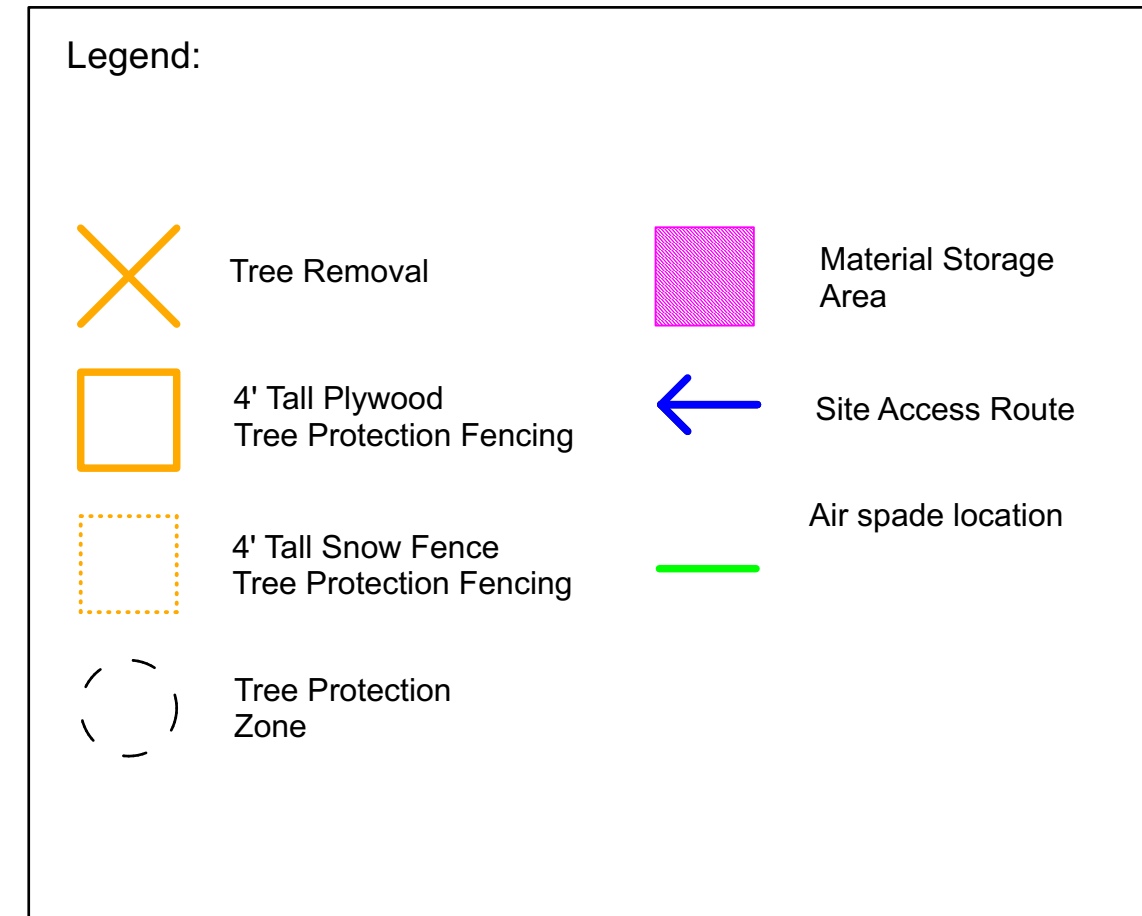 Legend:
Tree Removal
4' Tall Plywood
Tree Protection Fencing
4' Tall Snow Fence
Tree Protection Fencing
Tree Protection
Zone
Material Storage
Area
Site Access Route
Air spade location